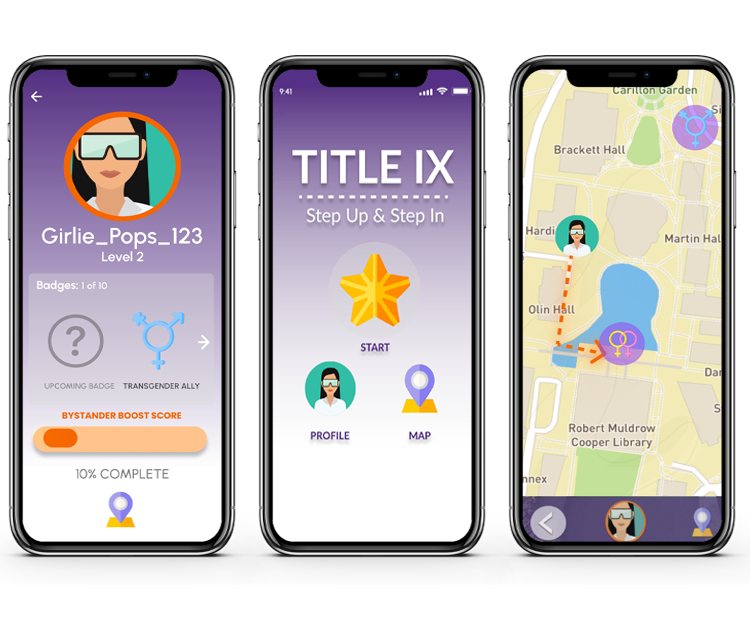 Girlie_Pops_123
Level 2
Badges: 1 of 10
?
UPCOMING BADGE
TRANSGENDER ALLY
BYSTANDER BOOST SCORE
10% COMPLETE
9:41
TITLE IX
Step Up & Step In
START
PROFILE
MAP
Carillon Garden
Si
Brackett Hall
Hardi
Martin Hal
Olin Hall
Dan
S
Robert Muldrow
Cooper Library
nnex